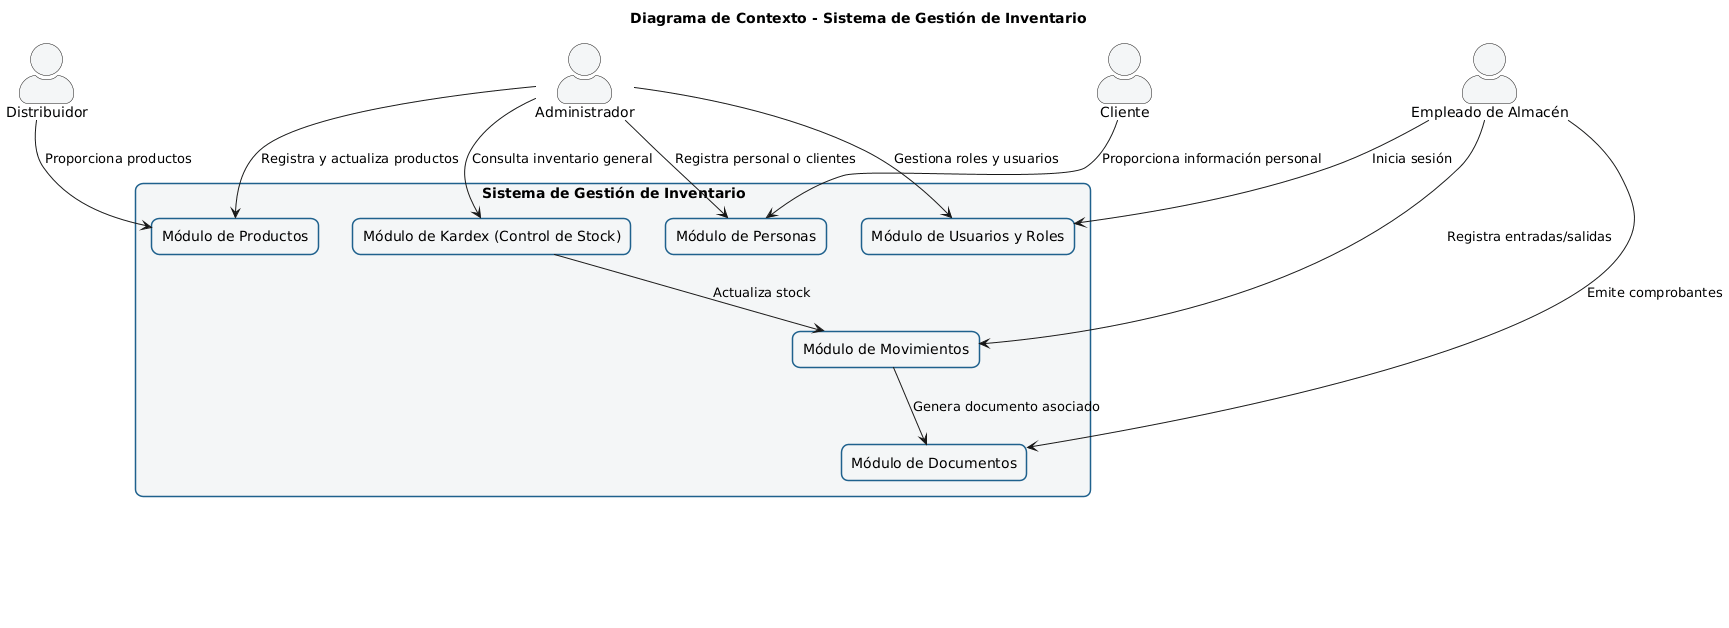 Diagrama de Contexto - Sistema de Gestión de Inventario
Distribuidor
Administrador
Cliente
Empleado de Almacén
Proporciona productos
Registra y actualiza productos
Consulta inventario general
Registra personal o clientes
Gestiona roles y usuarios
Proporciona información personal
Inicia sesión
Sistema de Gestión de Inventario
Módulo de Productos
Módulo de Kardex (Control de Stock)
Módulo de Personas
Módulo de Usuarios y Roles
Registra entradas/salidas
Actualiza stock
Emite comprobantes
Módulo de Movimientos
Genera documento asociado
Módulo de Documentos